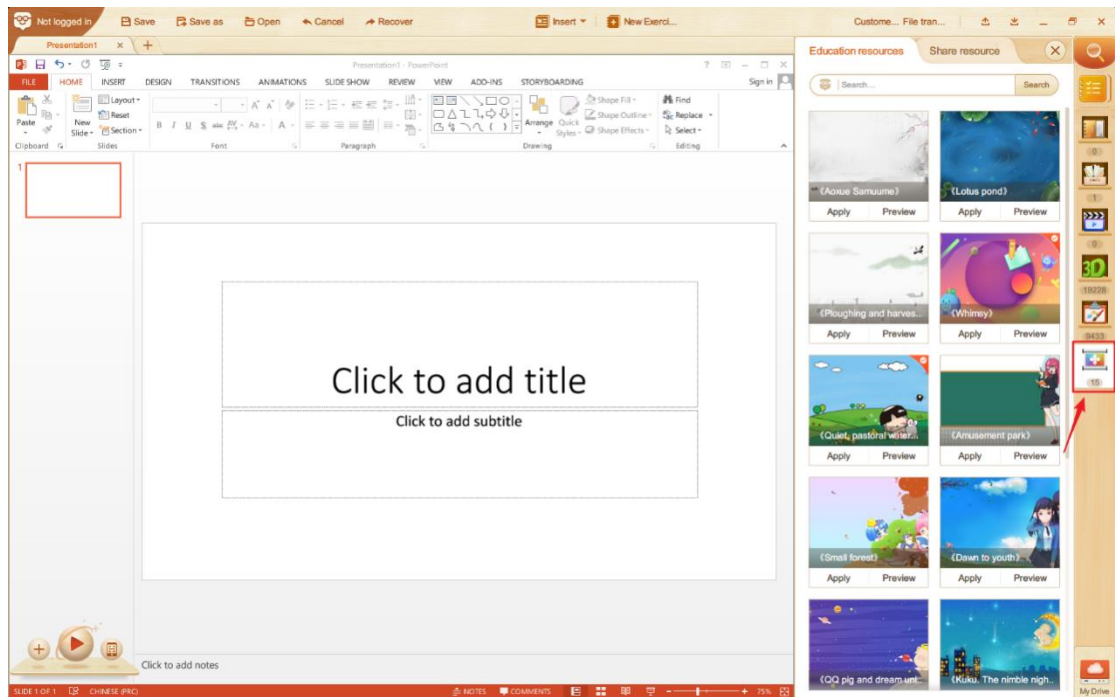 Not logged in Save Save as Open Cancel Recover Insert New Exerci... Custome... File tran...
Presentation1 × +
Presentation1 - PowerPoint
FILE HOME INSERT DESIGN TRANSITIONS ANIMATIONS SLIDE SHOW REVIEW VIEW ADD-INS STORYBOARDING Sign in
Paste
New Slide
Layout
Reset
Section
B I U S abc AV Aa A
Arrange
Quick Styles
Shape Fill
Shape Outline
Shape Effects
Find
Replace
Select
Clipboard Slides Font Paragraph Drawing Editing
1
Click to add title
Click to add subtitle
Click to add notes
SLIDE 1 OF 1 CHINESE (PRC) NOTES COMMENTS 75%
Education resources Share resource
Search... Search
《Aoxue Samuume》 《Lotus pond》
Apply Preview Apply Preview
《Ploughing and harves... 《Whimsy》
Apply Preview Apply Preview
《Quiet, pastoral water... 《Amusement park》
Apply Preview Apply Preview
《Small forest》 《Dawn to youth》
Apply Preview Apply Preview
《QQ pig and dream uni... 《Kuku. The nimble nigh...
(0)
(1)
(0)
3D
(19228)
(9433)
(15)
My Drive